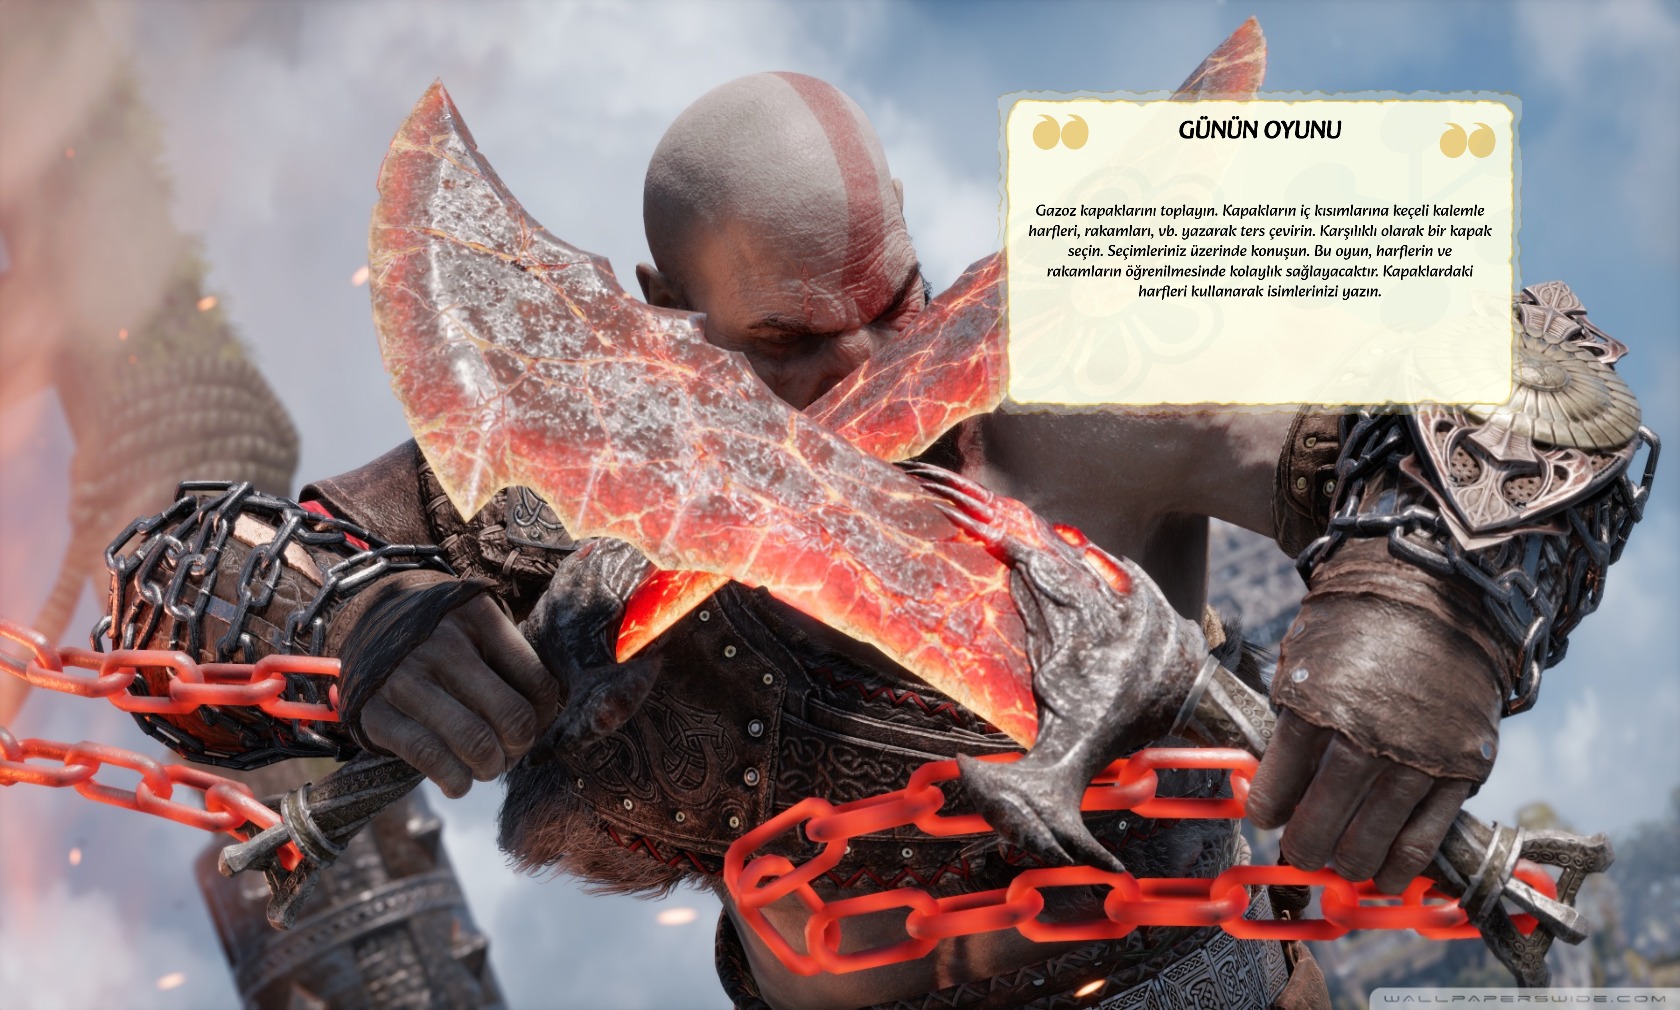 GÜNÜN OYUNU
Gazoz kapaklarını toplayın. Kapakların iç kısımlarına keçeli kalemle
harfleri, rakamları, vb. yazarak ters çevirin. Karşılıklı olarak bir kapak
seçin. Seçimleriniz üzerinde konuşun. Bu oyun, harflerin ve
rakamların öğrenilmesinde kolaylık sağlayacaktır. Kapaklardaki
harfleri kullanarak isimlerinizi yazın.
WALLPAPERSWIDE.COM